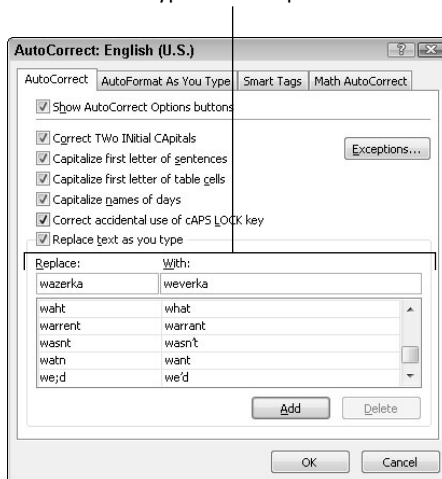 AutoCorrect: English (U.S.)
AutoCorrect AutoFormat As You Type Smart Tags Math AutoCorrect
Show AutoCorrect Options buttons
Correct TWo INitial CApitals
Exceptions...
Capitalize first letter of sentences
Capitalize first letter of table cells
Capitalize names of days
Correct accidental use of cAPS LOCK key
Replace text as you type
Replace: With:
wazerka weverka
waht what
warrent warrant
wasnt wasn't
watn want
we;d we'd
Add Delete
OK Cancel